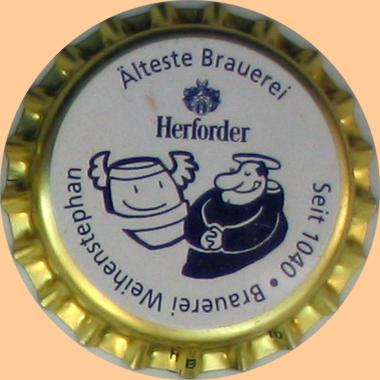 Älteste Brauerei
Herforder
Seit 1040 • Brauerei Weihenstephan